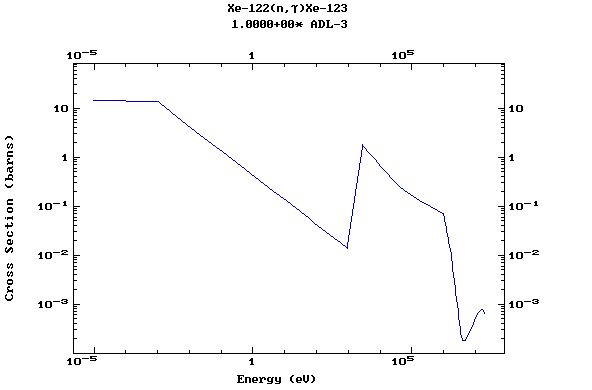 Xe-122(n,γ)Xe-123
1.0000+00* ADL-3
10⁻⁵ 1 10⁵
10 10
1 1
10⁻¹ 10⁻¹
10⁻² 10⁻²
10⁻³ 10⁻³
Cross Section (barns)
10⁻⁵ 1 10⁵
Energy (eV)